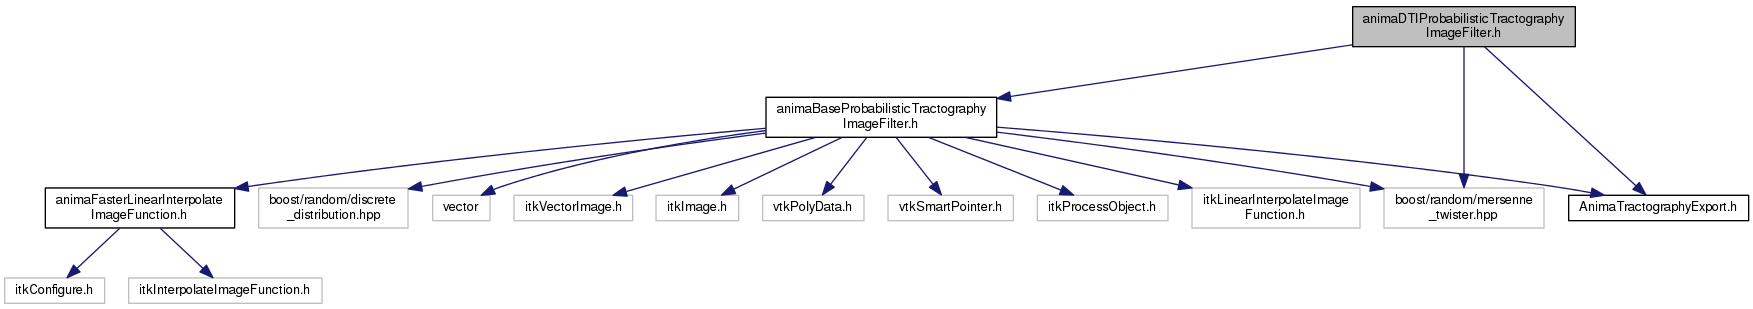 animaDTIProbabilisticTractography
ImageFilter.h
animaBaseProbabilisticTractography
ImageFilter.h
animaFasterLinearInterpolate
ImageFunction.h
boost/random/discrete
_distribution.hpp
vector
itkVectorImage.h
itkImage.h
vtkPolyData.h
vtkSmartPointer.h
itkProcessObject.h
itkLinearInterpolateImage
Function.h
boost/random/mersenne
_twister.hpp
AnimaTractographyExport.h
itkConfigure.h
itkInterpolateImageFunction.h